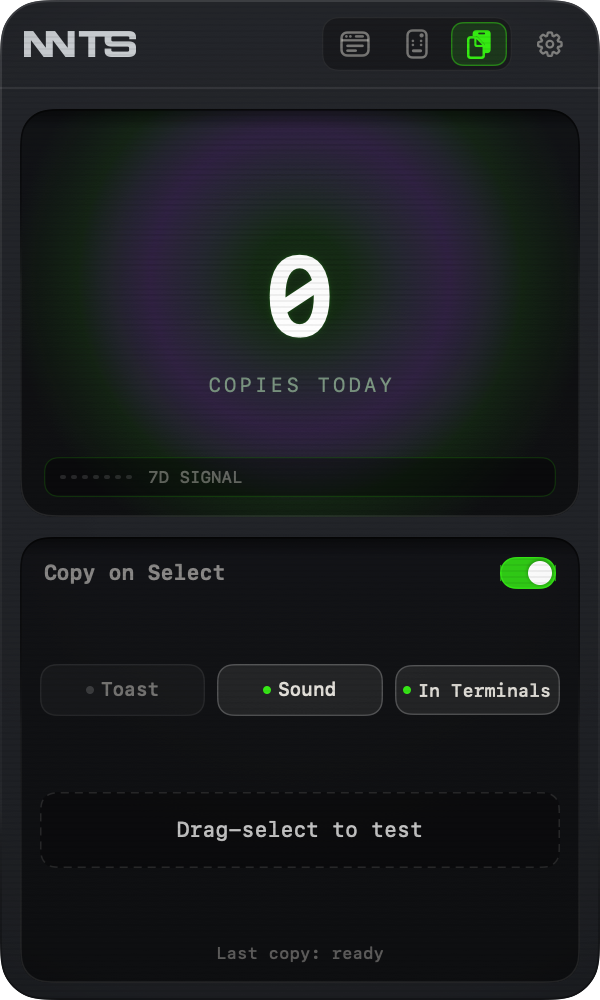 NNTS
0
COPIES TODAY
7D SIGNAL
Copy on Select
Toast
Sound
In Terminals
Drag—select to test
Last copy: ready